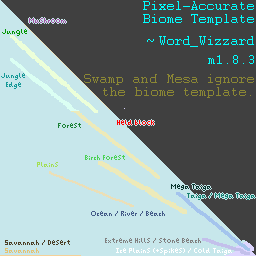 Pixel-Accurate
Biome Template
~ Word_Wizzard
m1.8.3
Swamp and Mesa ignore
the biome template.
Mushroom
Jungle
Jungle
Edge
Forest
Held block
Birch Forest
Plains
Mega Taiga
Taiga / Mega Taiga
Ocean / River / Beach
Extreme Hills / Stone Beach
Savannah / Desert
Ice Plains (+Spikes) / Cold Taiga
Savannah